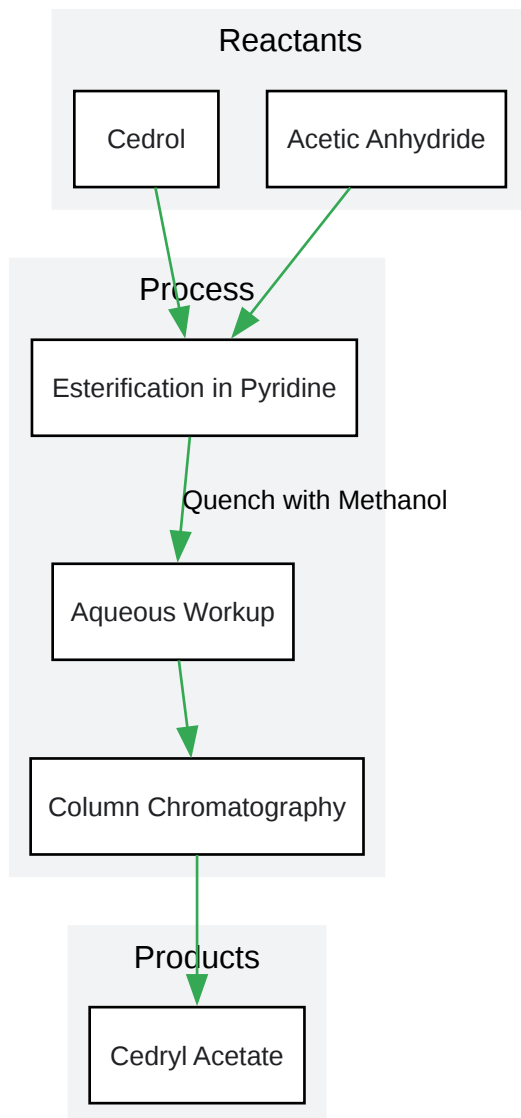 Reactants
Cedrol
Acetic Anhydride
Process
Esterification in Pyridine
Quench with Methanol
Aqueous Workup
Column Chromatography
Products
Cedryl Acetate